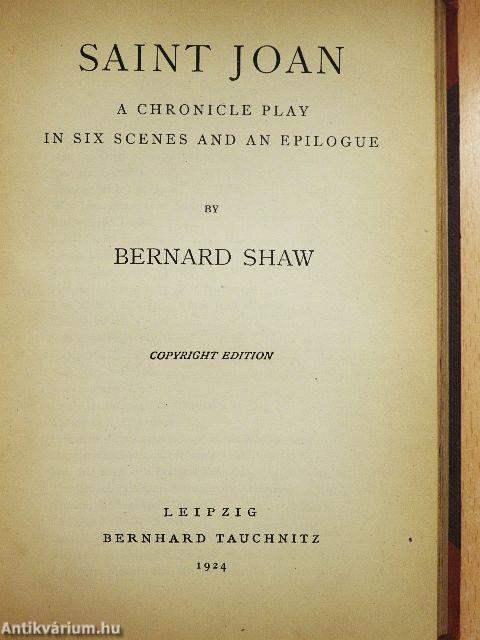 SAINT JOAN
A CHRONICLE PLAY
IN SIX SCENES AND AN EPILOGUE
BY
BERNARD SHAW
COPYRIGHT EDITION
LEIPZIG
BERNHARD TAUCHNITZ
1924
Antikvárium.hu